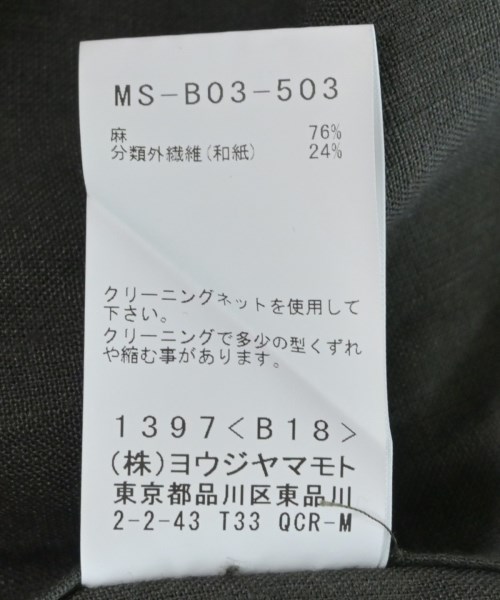 MS-B03-503
麻 76%
分類外繊維(和紙) 24%
クリーニングネットを使用して
下さい。
クリーニングで多少の型くずれ
や縮む事があります。
1397<B18>
(株)ヨウジヤマモト
東京都品川区東品川
2-2-43 T33 QCR-M